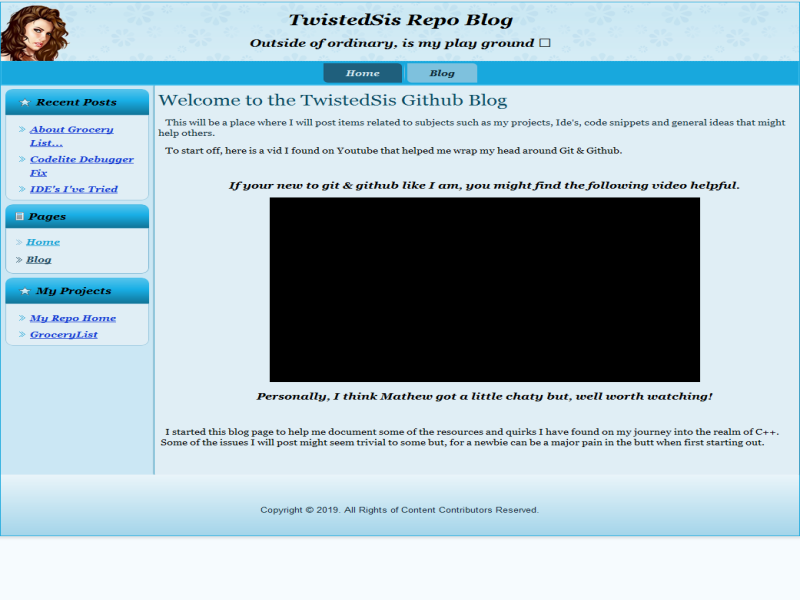 TwistedSis Repo Blog
Outside of ordinary, is my play ground □
Home
Blog
Recent Posts
About Grocery
List...
Codelite Debugger
Fix
IDE's I've Tried
Pages
Home
Blog
My Projects
My Repo Home
GroceryList
Welcome to the TwistedSis Github Blog
This will be a place where I will post items related to subjects such as my projects, Ide's, code snippets and general ideas that might
help others.
To start off, here is a vid I found on Youtube that helped me wrap my head around Git & Github.
If your new to git & github like I am, you might find the following video helpful.
Personally, I think Mathew got a little chaty but, well worth watching!
I started this blog page to help me document some of the resources and quirks I have found on my journey into the realm of C++.
Some of the issues I will post might seem trivial to some but, for a newbie can be a major pain in the butt when first starting out.
Copyright © 2019. All Rights of Content Contributors Reserved.